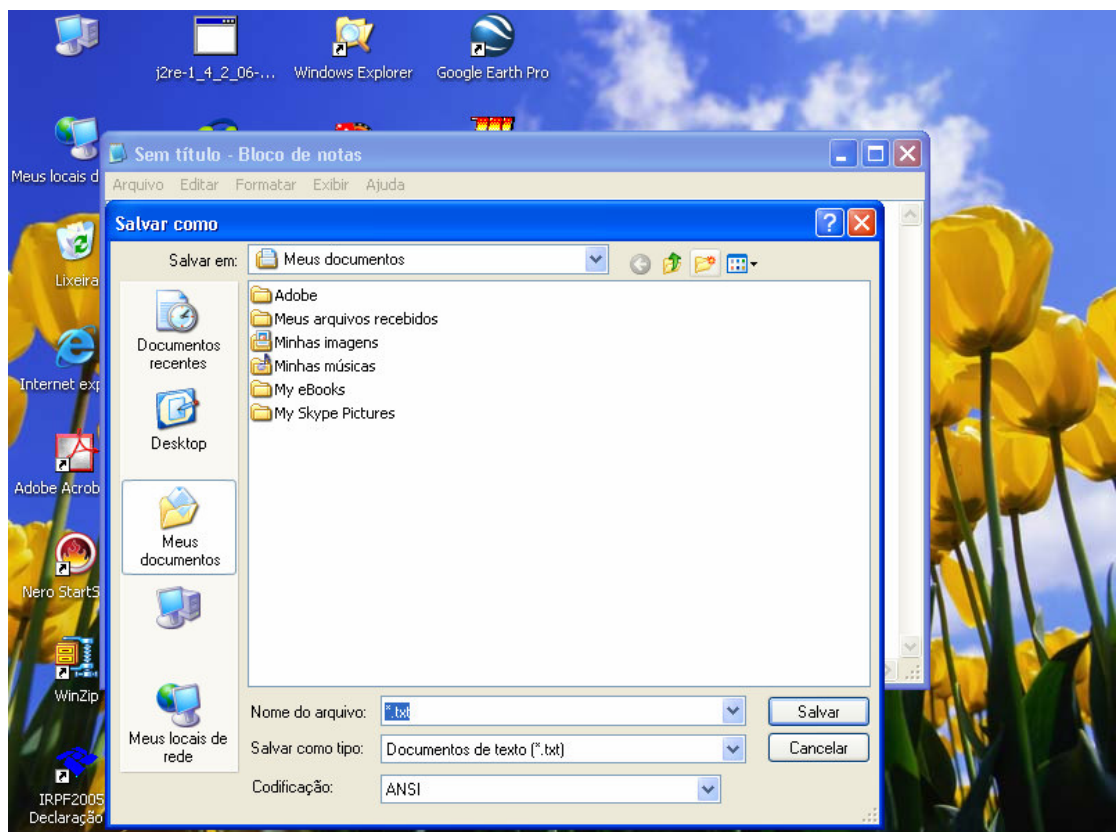 j2re-1_4_2_06-...
Windows Explorer
Google Earth Pro
Meus locais d
Lixeira
Internet exp
Adobe Acrob
Nero StartS
WinZip
IRPF2005
Declaração
Sem título - Bloco de notas
Arquivo Editar Formatar Exibir Ajuda
Salvar como
Salvar em: Meus documentos
Documentos
recentes
Desktop
Meus
documentos
Meus locais de
rede
Adobe
Meus arquivos recebidos
Minhas imagens
Minhas músicas
My eBooks
My Skype Pictures
Nome do arquivo: *.txt
Salvar
Salvar como tipo: Documentos de texto (*.txt)
Cancelar
Codificação: ANSI